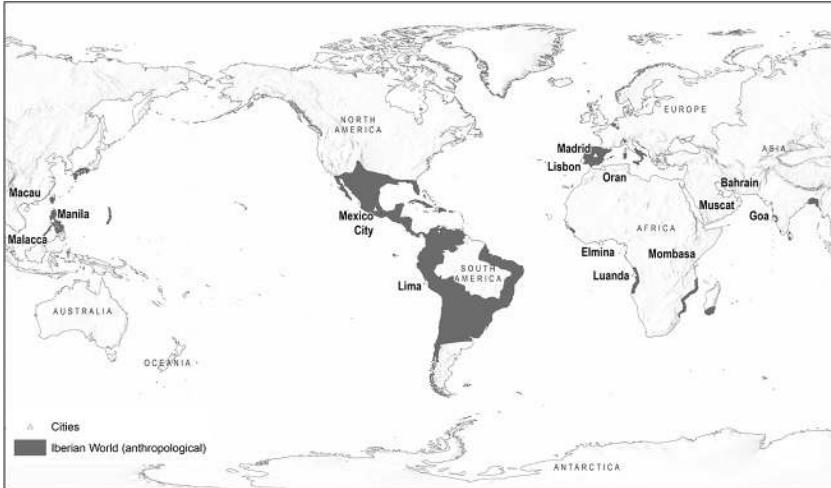 NORTH
AMERICA
EUROPE
ASIA
Madrid
Lisbon
Oran
Bahrain
Muscat
Goa
Macau
Manila
Malacca
Mexico
City
AFRICA
Elmina
Mombasa
Luanda
SOUTH
AMERICA
Lima
AUSTRALIA
OCEANIA
Cities
Iberian World (anthropological)
ANTARCTICA